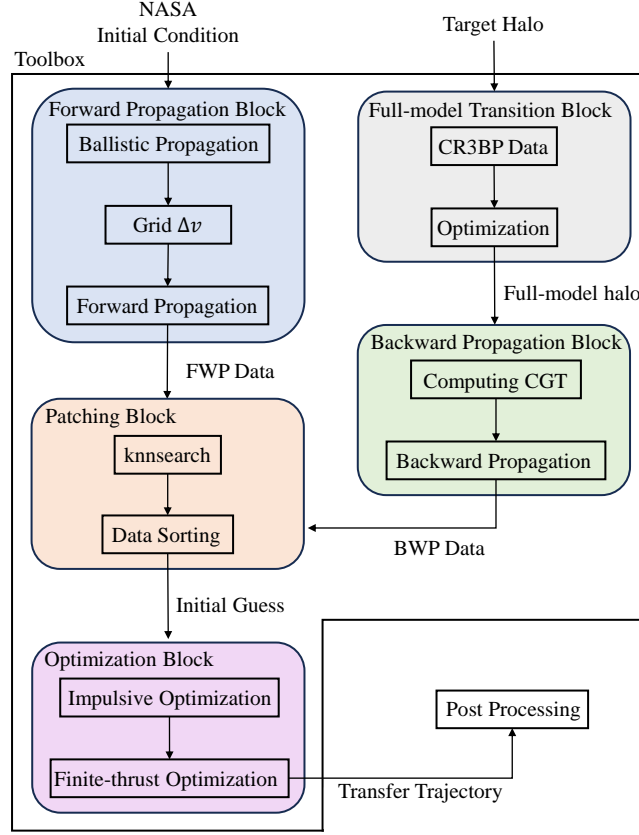 NASA
Initial Condition
Target Halo
Toolbox
Forward Propagation Block
Ballistic Propagation
Grid Δv
Forward Propagation
FWP Data
Full-model Transition Block
CR3BP Data
Optimization
Full-model halo
Backward Propagation Block
Computing CGT
Backward Propagation
BWP Data
Patching Block
knnsearch
Data Sorting
Initial Guess
Optimization Block
Impulsive Optimization
Finite-thrust Optimization
Transfer Trajectory
Post Processing